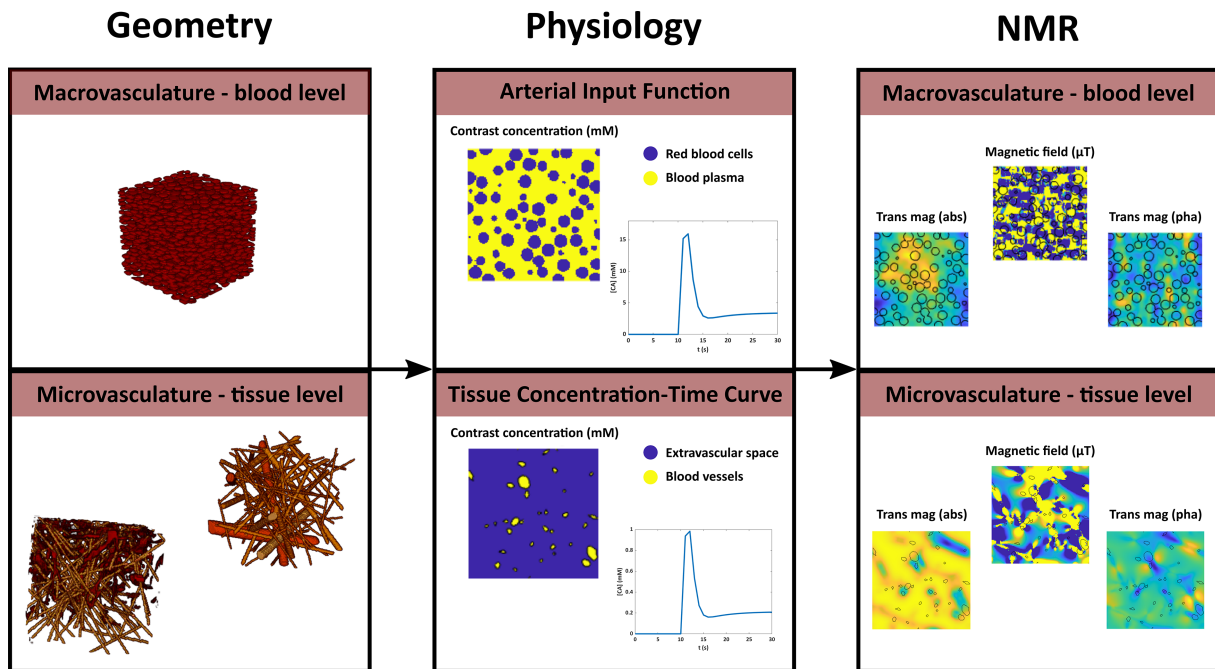 Geometry
Physiology
NMR
Macrovasculature - blood level
Microvasculature - tissue level
Arterial Input Function
Contrast concentration (mM)
Red blood cells
Blood plasma
[CA] (mM)
15
10
5
0
0 5 10 15 20 25 30
t (s)
Tissue Concentration-Time Curve
Contrast concentration (mM)
Extravascular space
Blood vessels
[CA] (mM)
1
0.8
0.6
0.4
0.2
0
0 5 10 15 20 25 30
t (s)
Macrovasculature - blood level
Magnetic field (µT)
Trans mag (abs)
Trans mag (pha)
Microvasculature - tissue level
Magnetic field (µT)
Trans mag (abs)
Trans mag (pha)